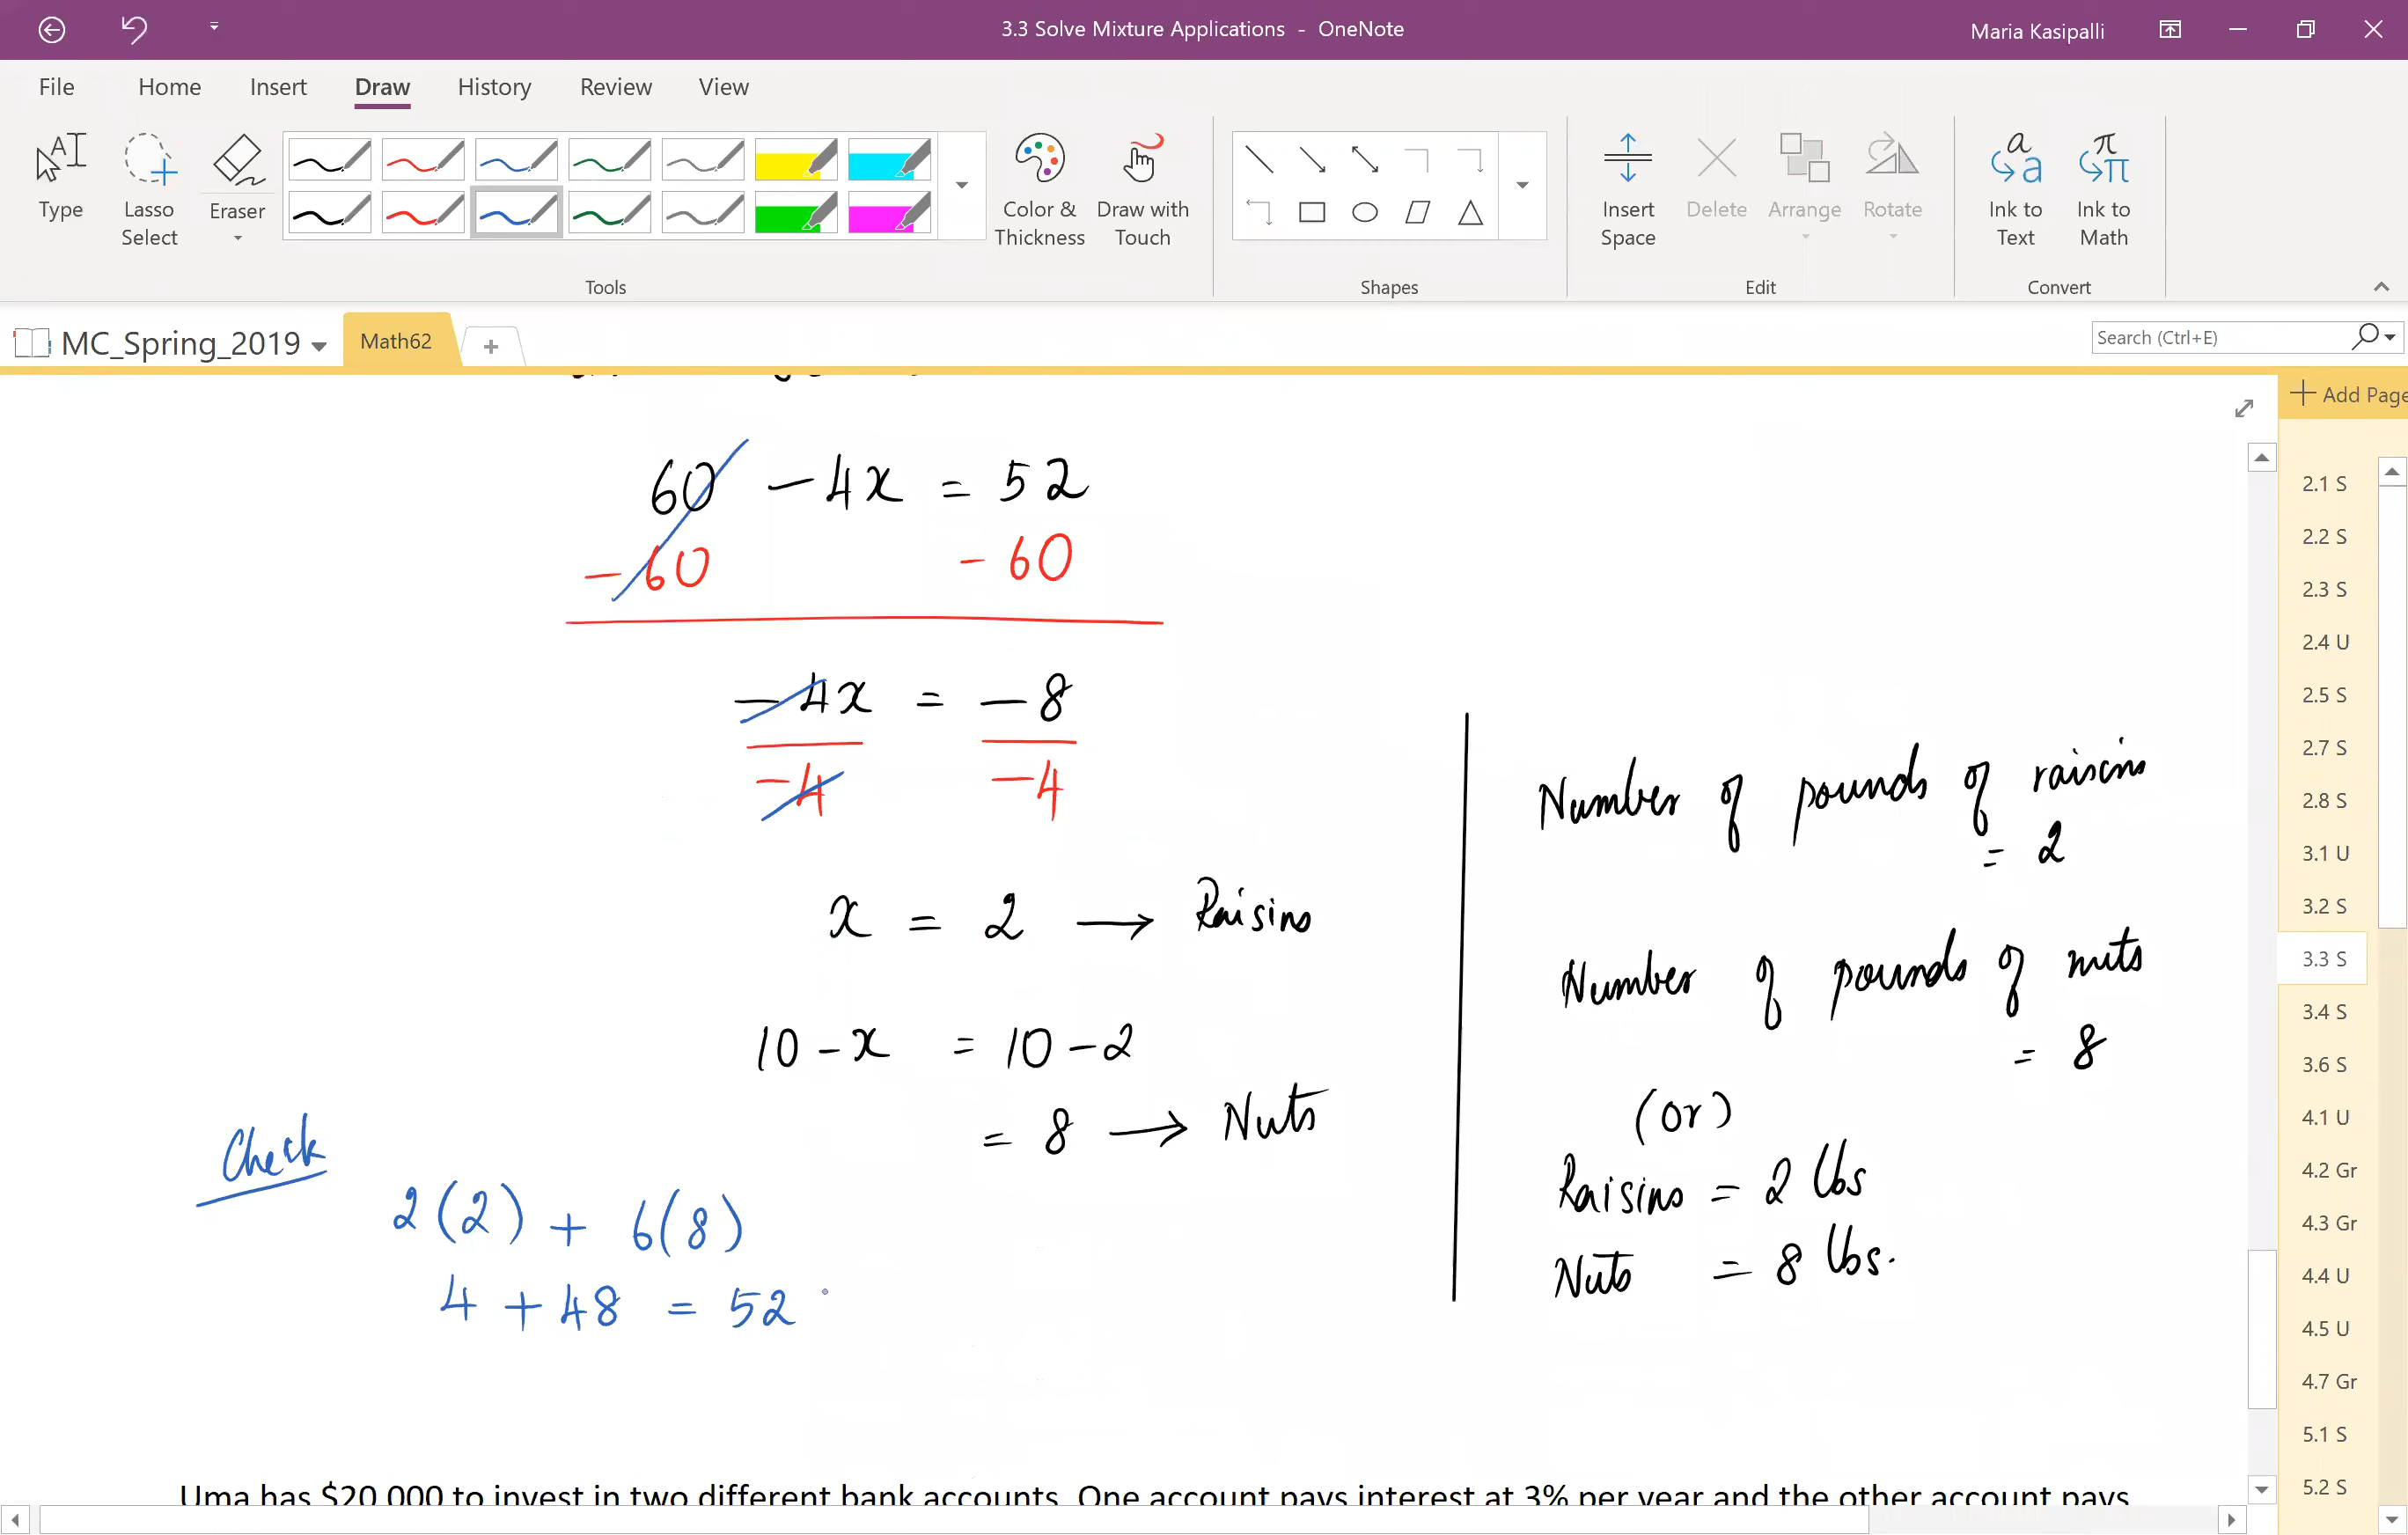 3.3 Solve Mixture Applications - OneNote
Maria Kasipalli
File Home Insert Draw History Review View
Type
Lasso Select
Eraser
Color & Thickness
Draw with Touch
Insert Space
Delete
Arrange
Rotate
Ink to Text
Ink to Math
Tools
Shapes
Edit
Convert
MC_Spring_2019
Math62
Search (Ctrl+E)
Add Page
60 - 4x = 52
- 60 - 60
-4x = -8
-4 -4
x = 2 → Raisins
10 - x = 10 - 2
= 8 → Nuts
Check
2(2) + 6(8)
4 + 48 = 52
Number of pounds of raisins
= 2
Number of pounds of nuts
= 8
(or)
Raisins = 2 lbs
Nuts = 8 lbs.
Uma has $20,000 to invest in two different bank accounts. One account pays interest at 3% per year and the other account pays
2.1 S
2.2 S
2.3 S
2.4 U
2.5 S
2.7 S
2.8 S
3.1 U
3.2 S
3.3 S
3.4 S
3.6 S
4.1 U
4.2 Gr
4.3 Gr
4.4 U
4.5 U
4.7 Gr
5.1 S
5.2 S